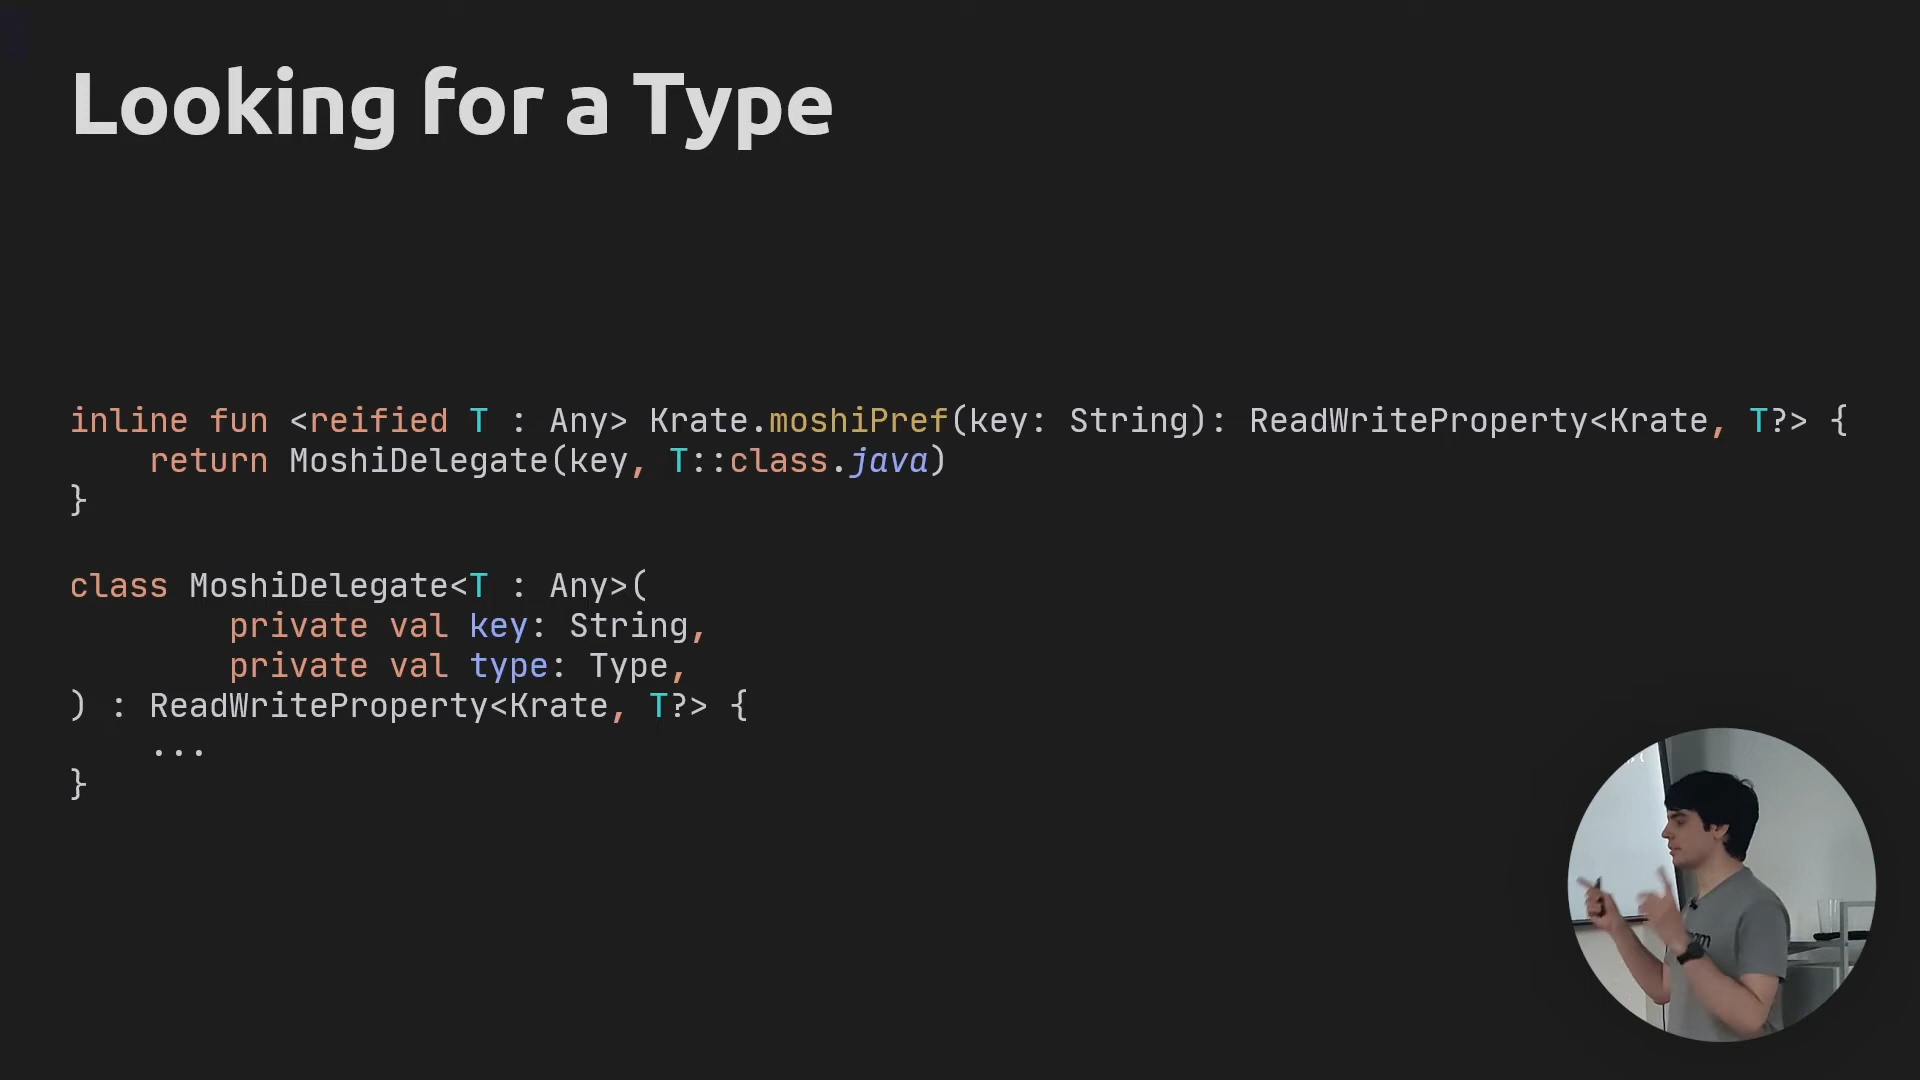 Looking for a Type
inline fun <reified T : Any> Krate.moshiPref(key: String): ReadWriteProperty<Krate, T?> {
    return MoshiDelegate(key, T::class.java)
}
class MoshiDelegate<T : Any>(
        private val key: String,
        private val type: Type,
) : ReadWriteProperty<Krate, T?> {
    ...
}